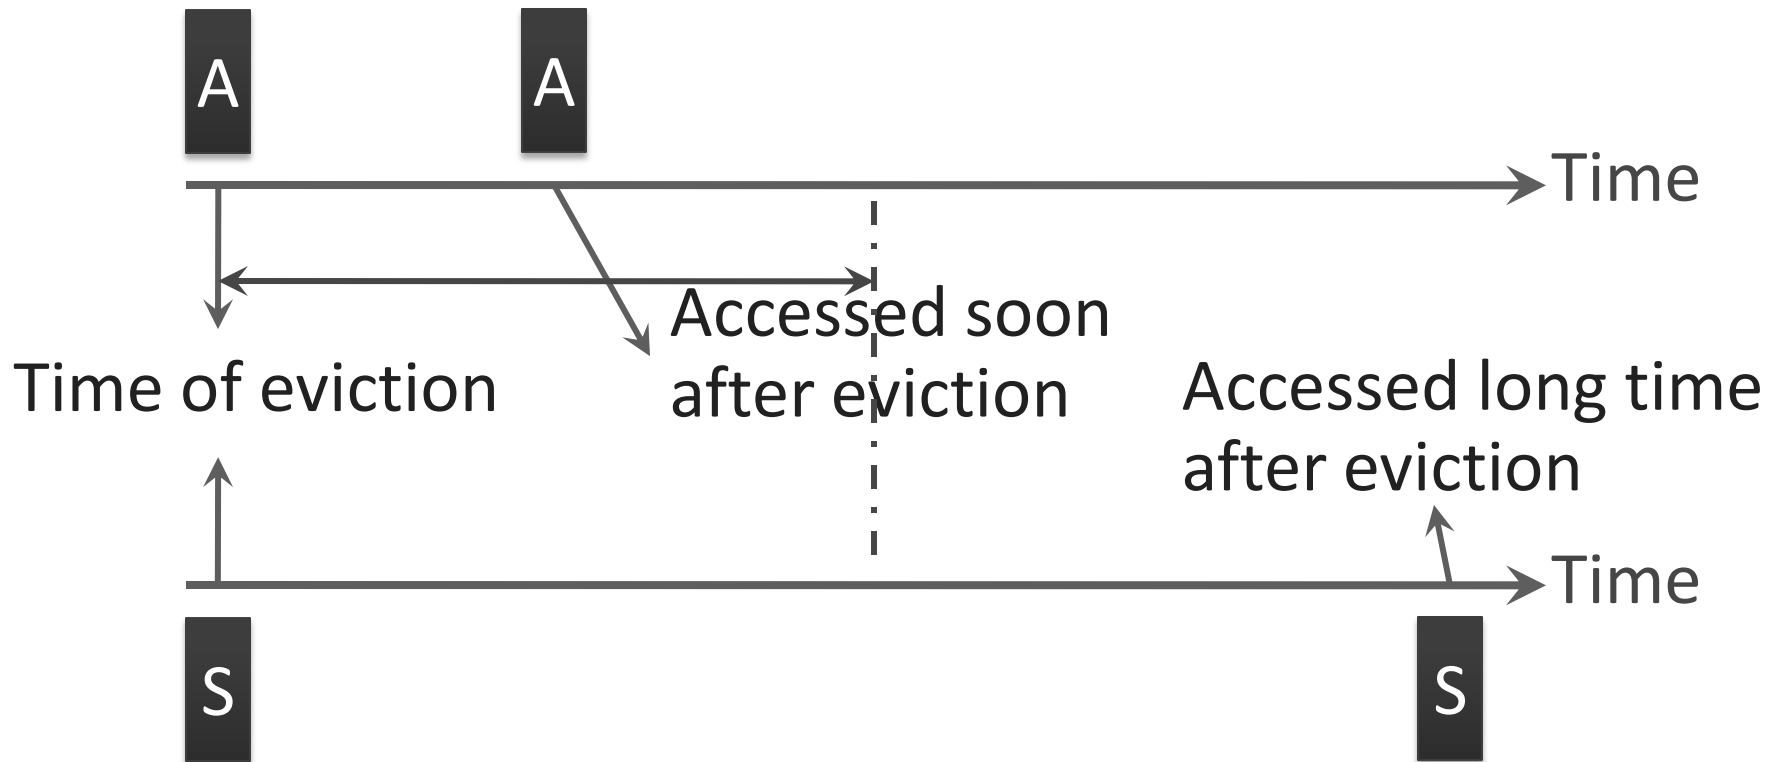 A
A
Time
Accessed soon
after eviction
Time of eviction
Accessed long time
after eviction
Time
S
S